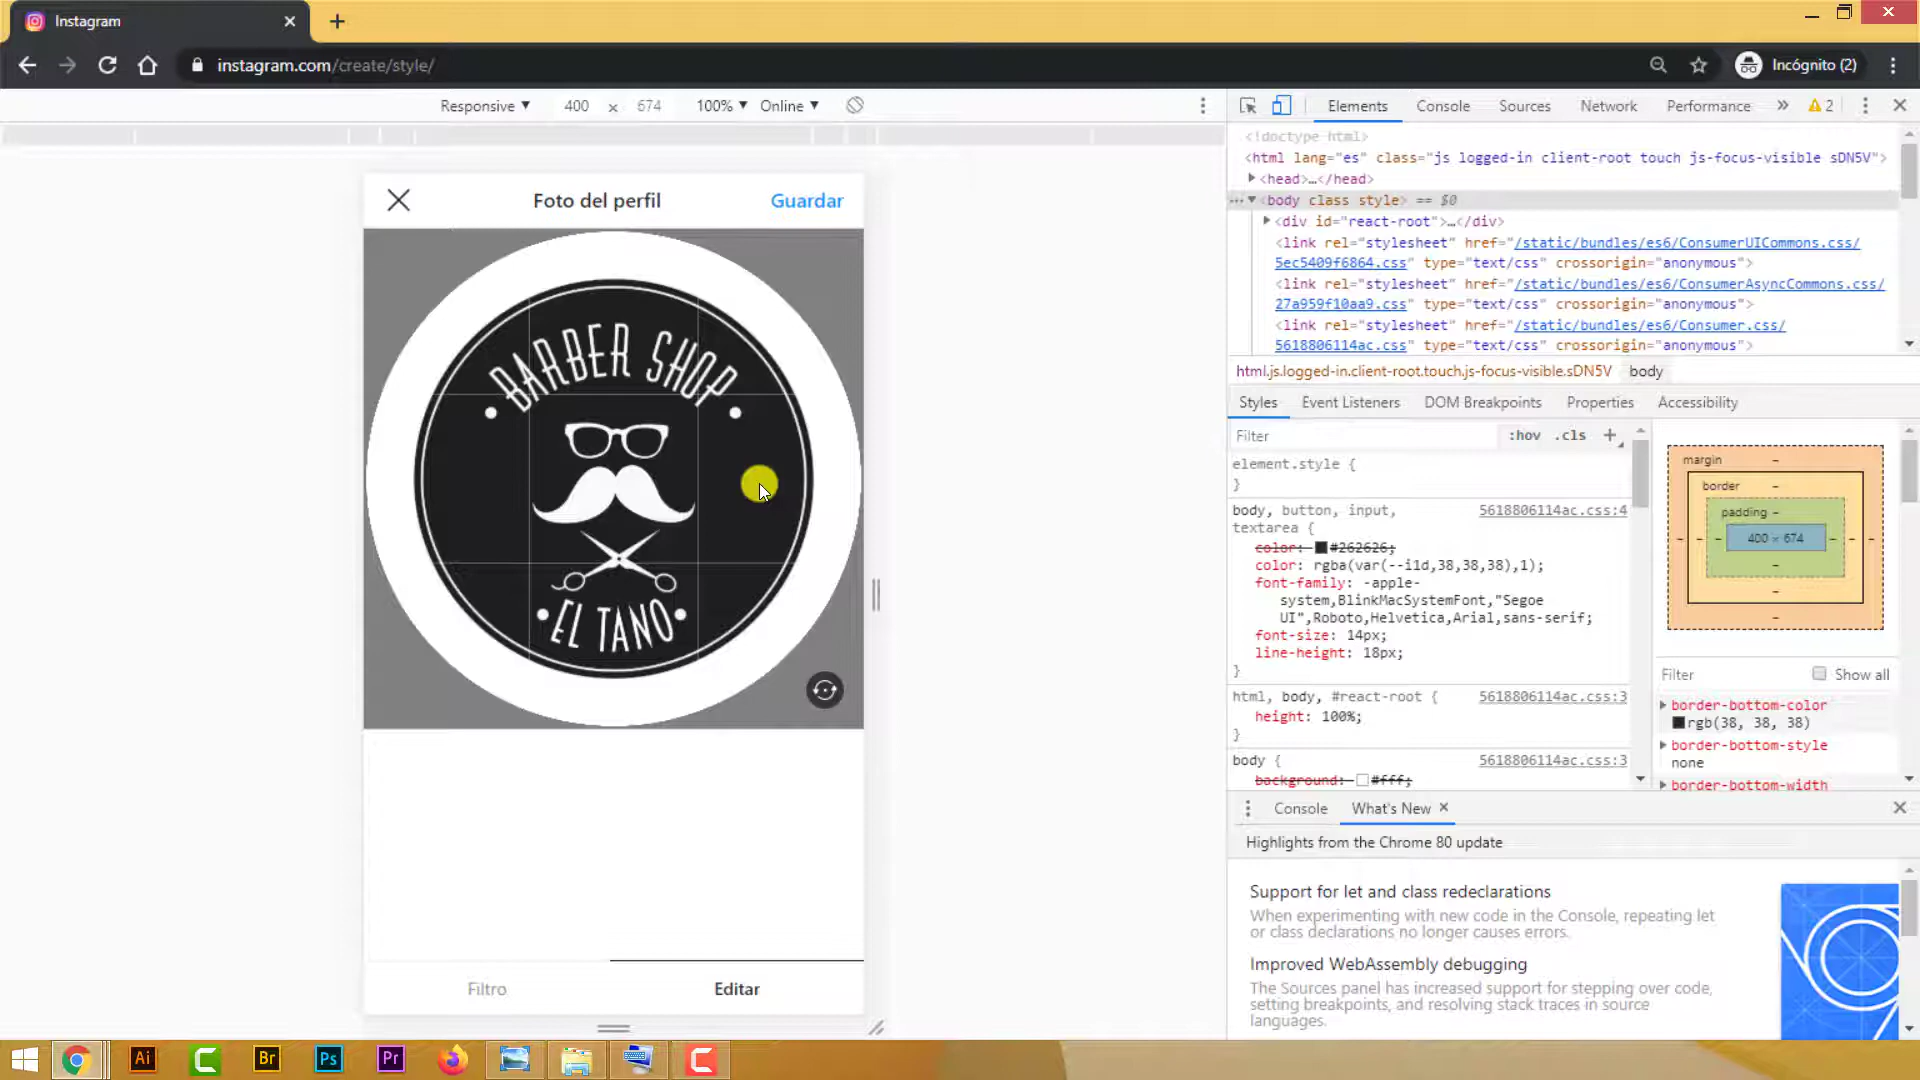 Instagram
instagram.com/create/style/
Incógnito (2)
Responsive ▼ 400 x 674 100% ▼ Online ▼
Elements Console Sources Network Performance » 2
<!doctype html>
<html lang="es" class="js logged-in client-root touch js-focus-visible sDN5V">
<head>…</head>
<body class style> == $0
<div id="react-root">…</div>
<link rel="stylesheet" href="/static/bundles/es6/ConsumerUICommons.css/
5ec5409f6864.css" type="text/css" crossorigin="anonymous">
<link rel="stylesheet" href="/static/bundles/es6/ConsumerAsyncCommons.css/
27a959f10aa9.css" type="text/css" crossorigin="anonymous">
<link rel="stylesheet" href="/static/bundles/es6/Consumer.css/
5618806114ac.css" type="text/css" crossorigin="anonymous">
html.js.logged-in.client-root.touch.js-focus-visible.sDN5V body
Styles Event Listeners DOM Breakpoints Properties Accessibility
Filter :hov .cls +
element.style {
}
body, button, input, 5618806114ac.css:4
textarea {
color: #262626;
color: rgba(var(--i1d,38,38,38),1);
font-family: -apple-
system,BlinkMacSystemFont,"Segoe
UI",Roboto,Helvetica,Arial,sans-serif;
font-size: 14px;
line-height: 18px;
}
html, body, #react-root { 5618806114ac.css:3
height: 100%;
}
body { 5618806114ac.css:3
background: #fff;
margin –
border –
padding –
400 × 674
Filter Show all
border-bottom-color
rgb(38, 38, 38)
border-bottom-style
none
border-bottom-width
Console What's New ×
Highlights from the Chrome 80 update
Support for let and class redeclarations
When experimenting with new code in the Console, repeating let
or class declarations no longer causes errors.
Improved WebAssembly debugging
The Sources panel has increased support for stepping over code,
setting breakpoints, and resolving stack traces in source
languages.
Foto del perfil
Guardar
BARBER SHOP
EL TANO
Filtro
Editar
Ai
Br
Ps
Pr